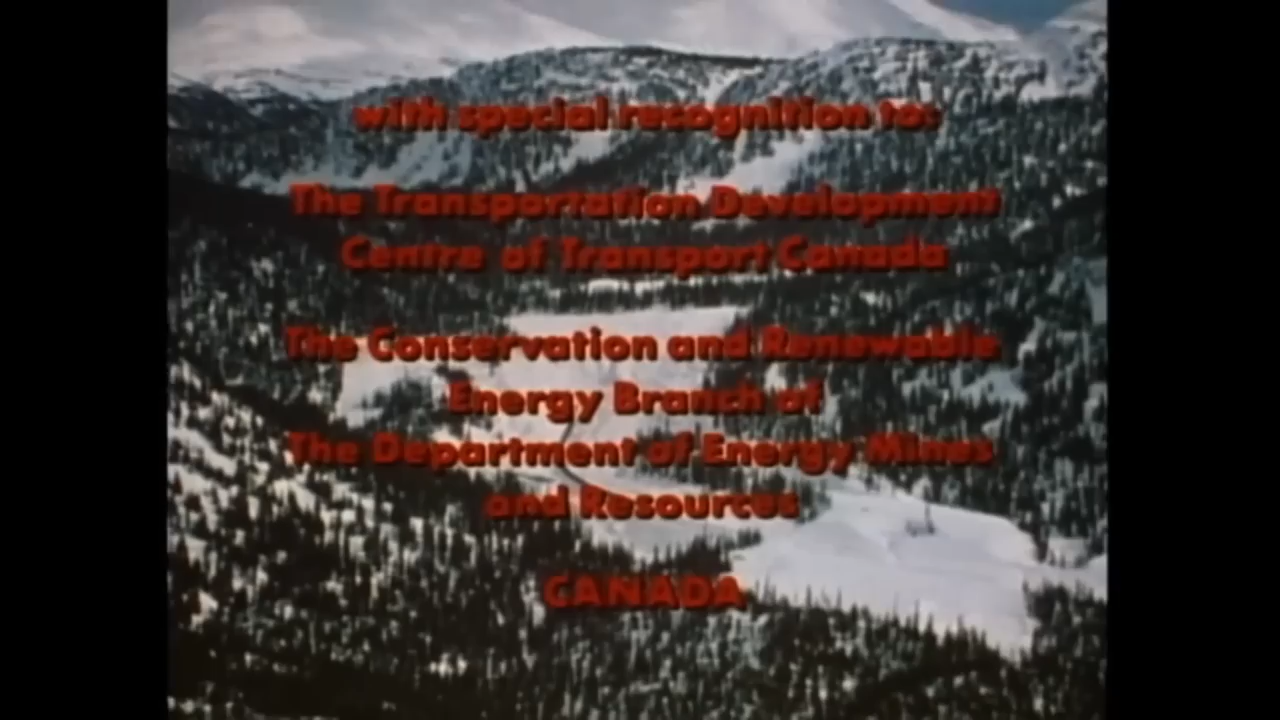 with special recognition to:
The Transportation Development
Centre of Transport Canada
The Conservation and Renewable
Energy Branch of
The Department of Energy Mines
and Resources
CANADA